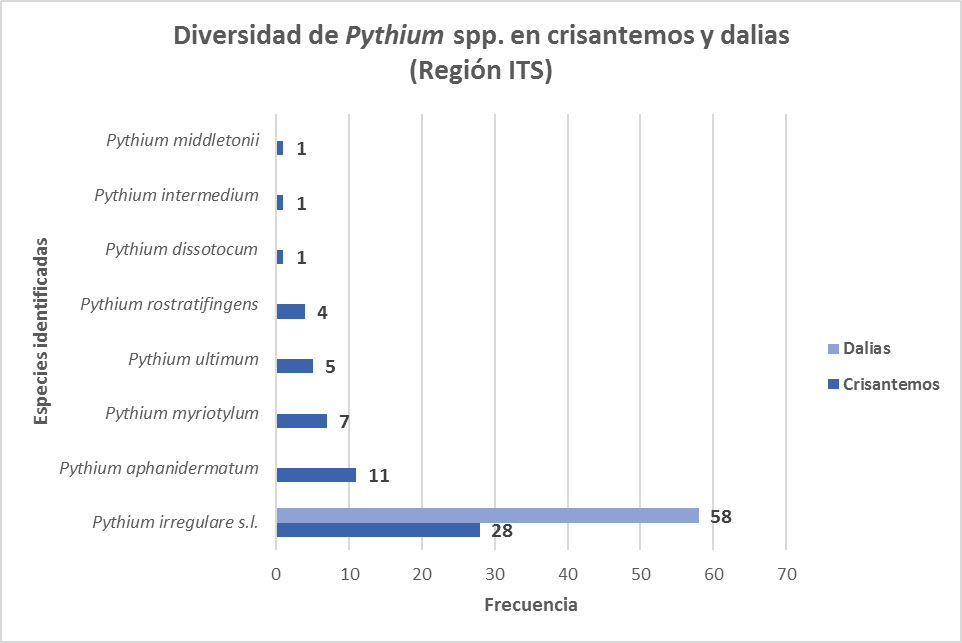 Diversidad de Pythium spp. en crisantemos y dalias
(Región ITS)
Especies identificadas
Pythium middletonii
1
Pythium intermedium
1
Pythium dissotocum
1
Pythium rostratifingens
4
Pythium ultimum
5
Pythium myriotylum
7
Pythium aphanidermatum
11
Pythium irregulare s.l.
58
28
Dalias
Crisantemos
0 10 20 30 40 50 60 70
Frecuencia